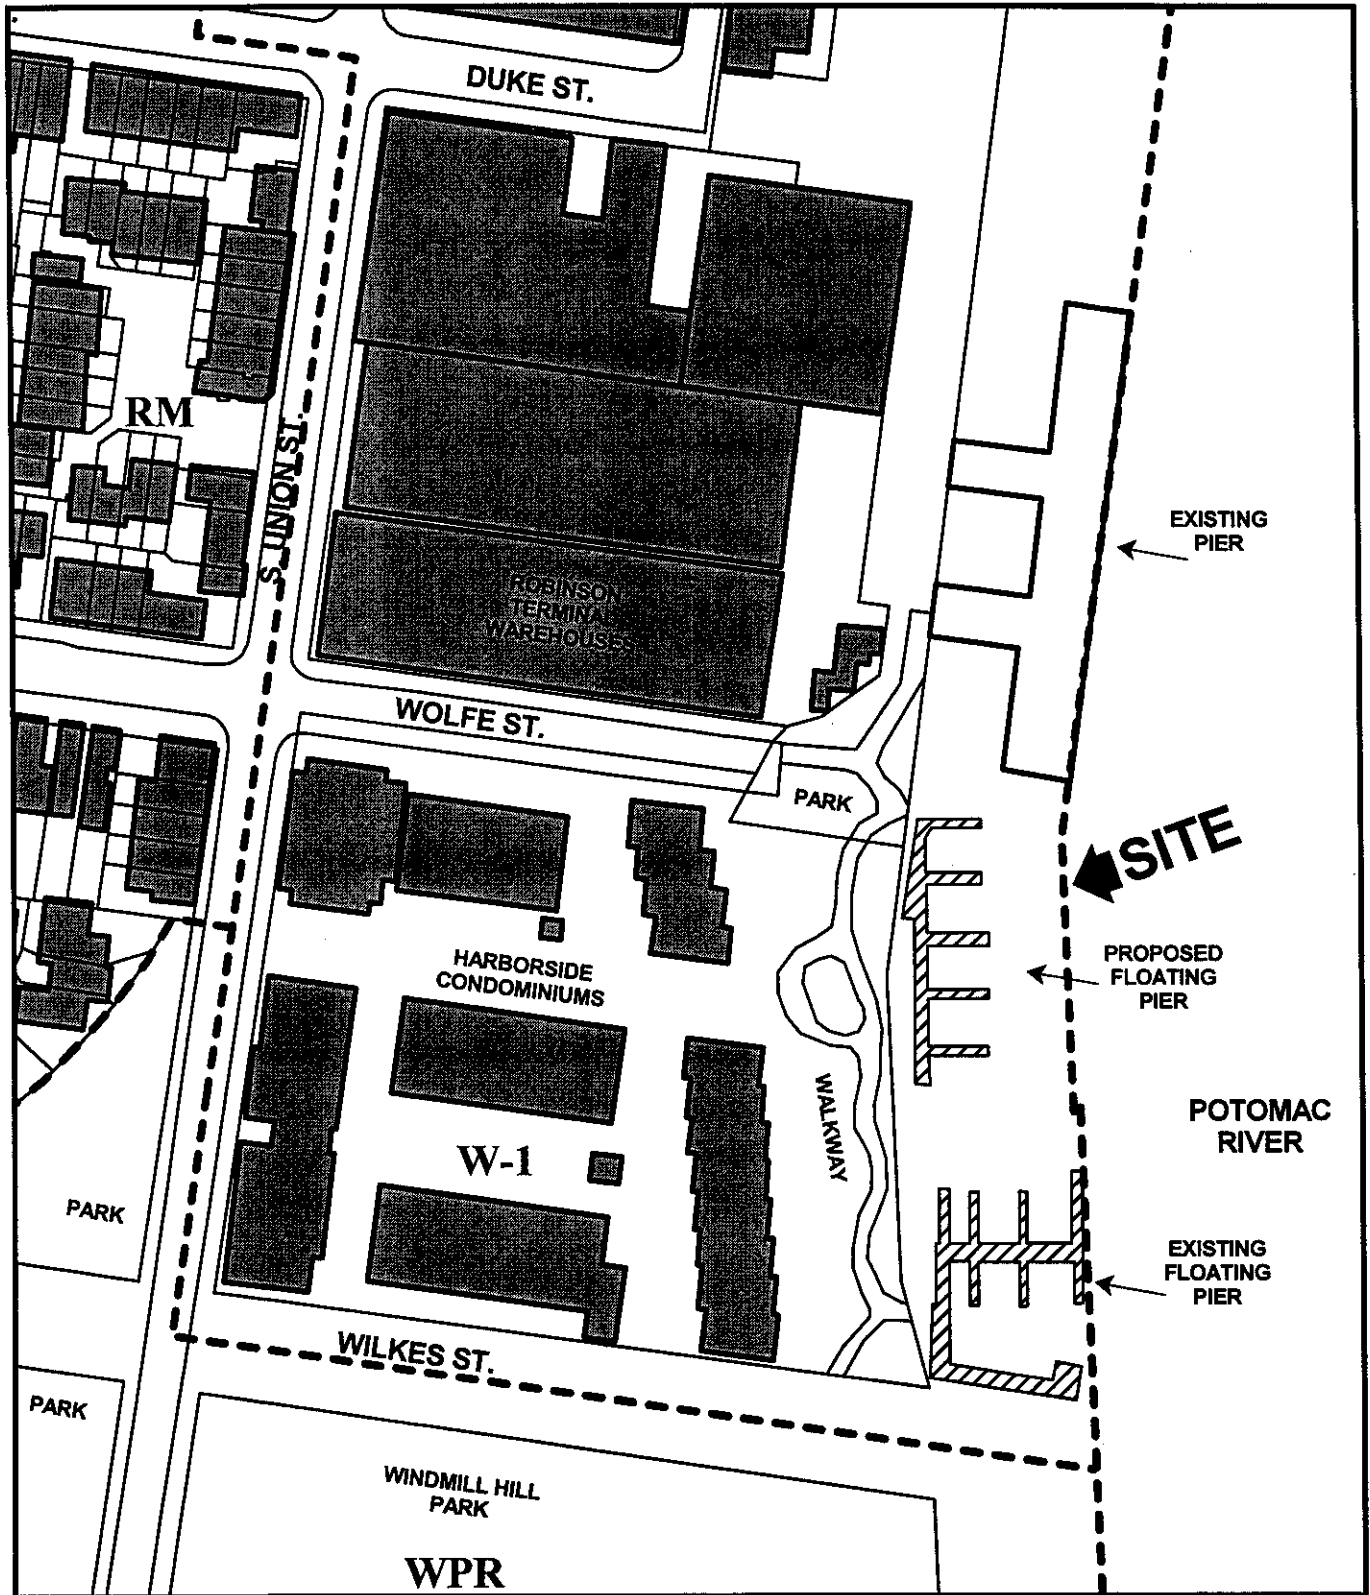 DUKE ST.
RM
S. UNION ST.
EXISTING
PIER
ROBINSON
TERMINAL
WAREHOUSES
WOLFE ST.
PARK
SITE
HARBORSIDE
CONDOMINIUMS
PROPOSED
FLOATING
PIER
WALKWAY
POTOMAC
RIVER
W-1
PARK
EXISTING
FLOATING
PIER
WILKES ST.
PARK
WINDMILL HILL
PARK
WPR